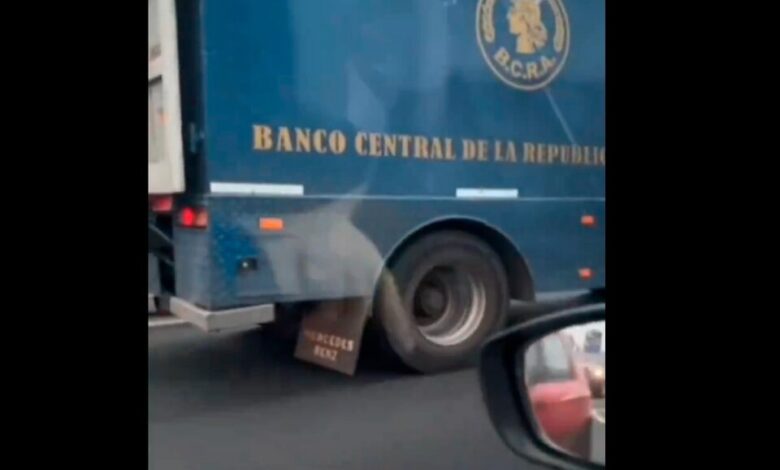 B.C.R.A.
BANCO CENTRAL DE LA REPUBLIC
MERCEDES
BENZ